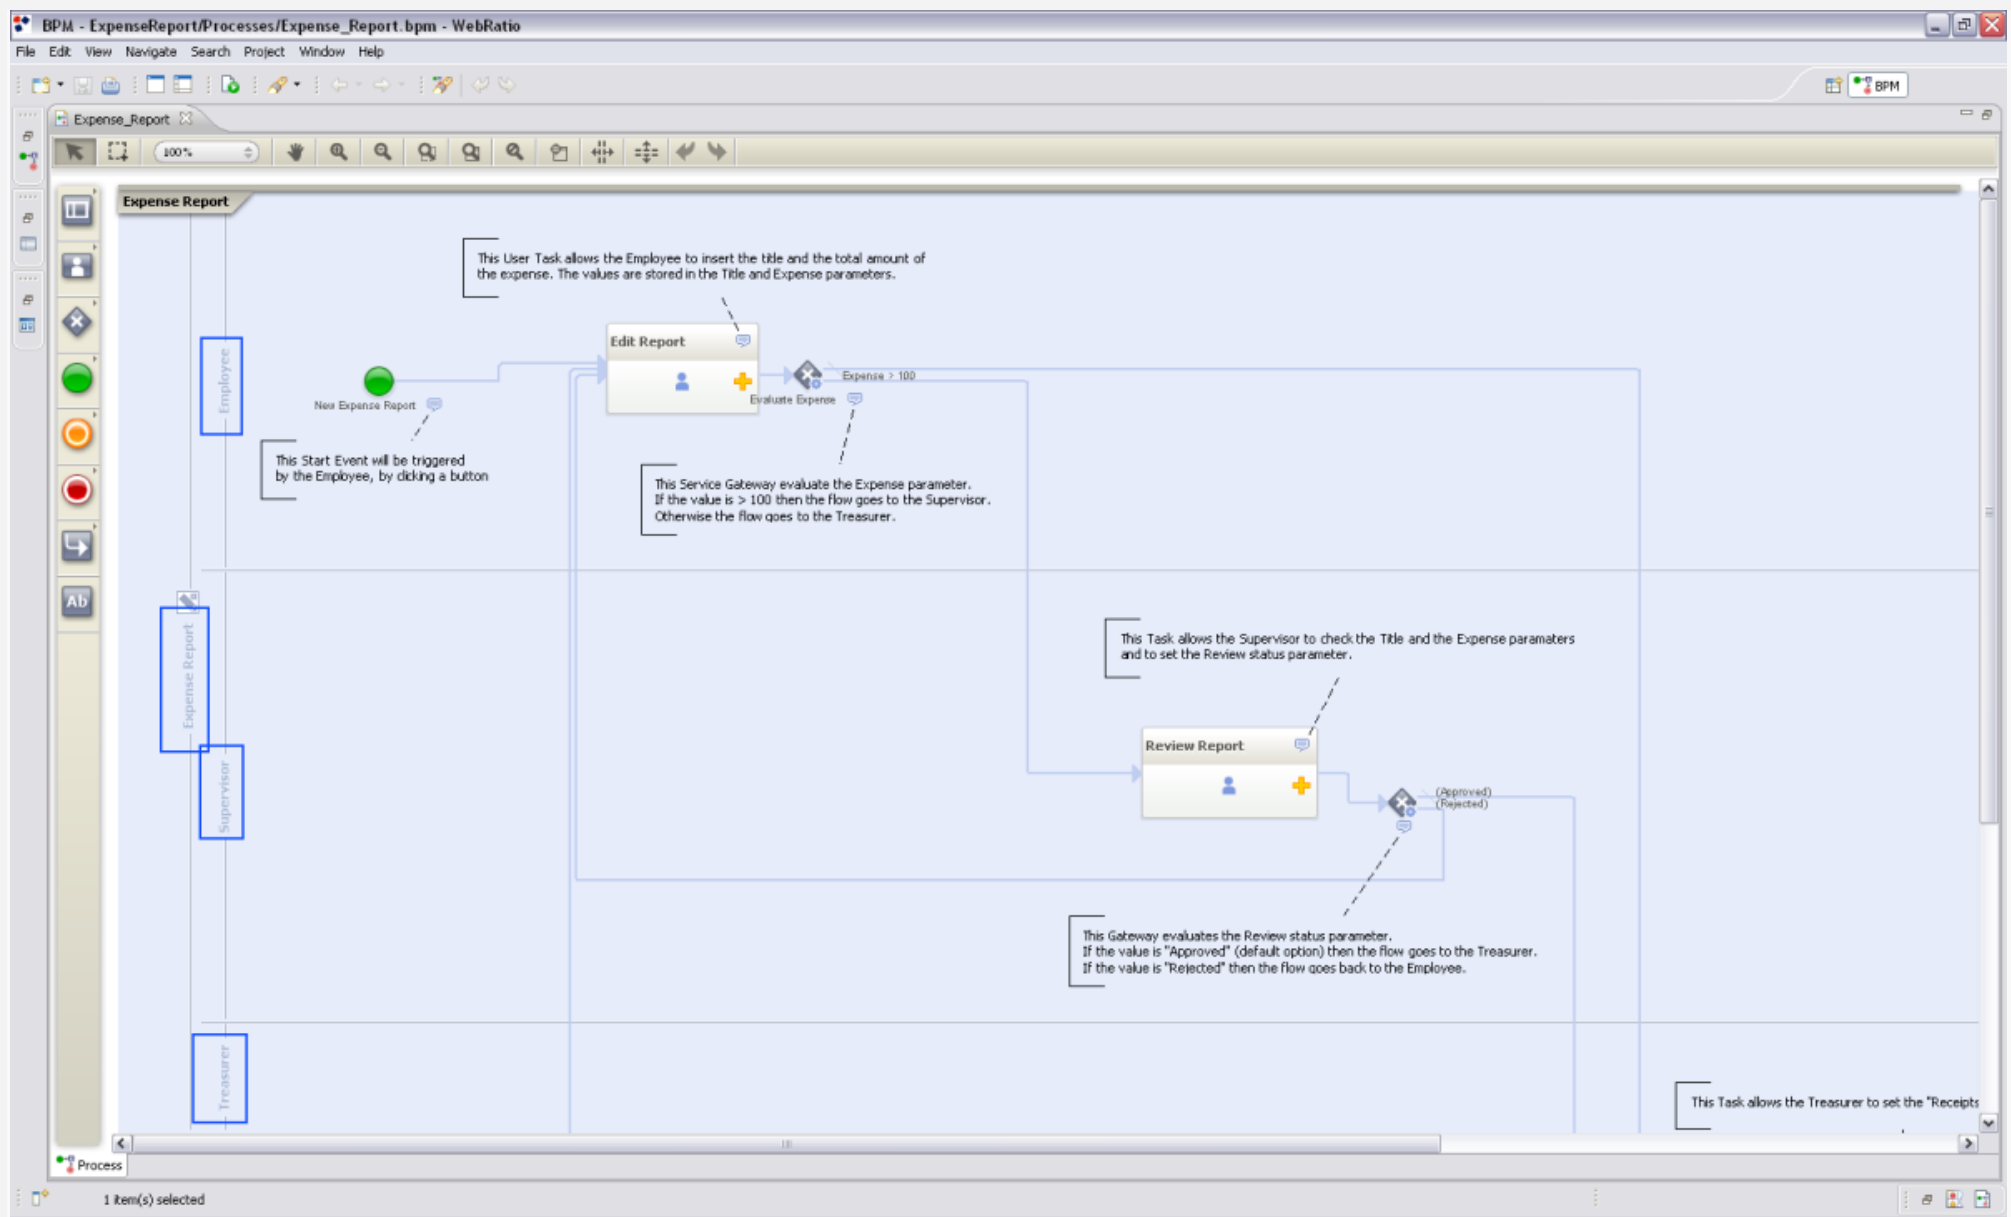 BPM - ExpenseReport/Processes/Expense_Report.bpm - WebRatio
File Edit View Navigate Search Project Window Help
BPM
Expense_Report
100%
Expense Report
This User Task allows the Employee to insert the title and the total amount of
the expense. The values are stored in the Title and Expense parameters.
Employee
Edit Report
New Expense Report
Expense > 100
Evaluate Expense
This Start Event will be triggered
by the Employee, by clicking a button
This Service Gateway evaluate the Expense parameter.
If the value is > 100 then the flow goes to the Supervisor.
Otherwise the flow goes to the Treasurer.
Ab
Expense Report
This Task allows the Supervisor to check the Title and the Expense paramaters
and to set the Review status parameter.
Supervisor
Review Report
(Approved)
(Rejected)
This Gateway evaluates the Review status parameter.
If the value is "Approved" (default option) then the flow goes to the Treasurer.
If the value is "Rejected" then the flow goes back to the Employee.
Treasurer
This Task allows the Treasurer to set the "Receipts
Process
1 item(s) selected